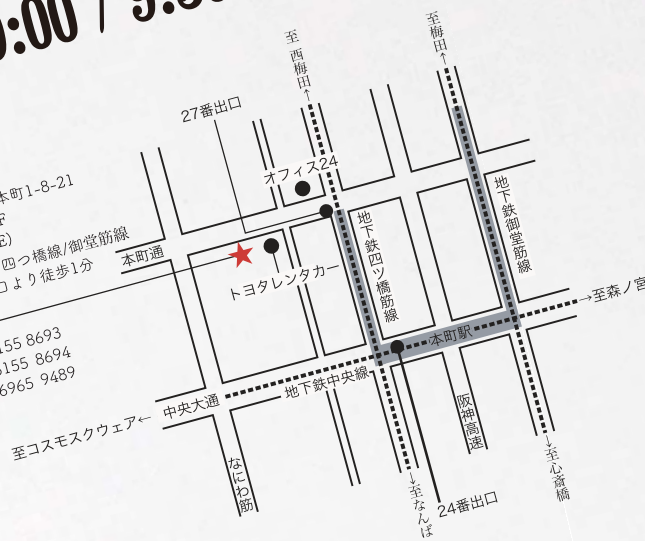 :00 / 9:30
至 西梅田←
至梅田←
27番出口
オフィス24
本町1-8-21
四つ橋線/御堂筋線
口より徒歩1分
本町通
トヨタレンタカー
地下鉄四ツ橋筋線
地下鉄御堂筋線
→至森ノ宮
155 8693
6155 8694
6965 9489
本町駅
中央大通
地下鉄中央線
至コスモスクウェア←
阪神高速
なにわ筋
24番出口
→至なんば
→至心斎橋